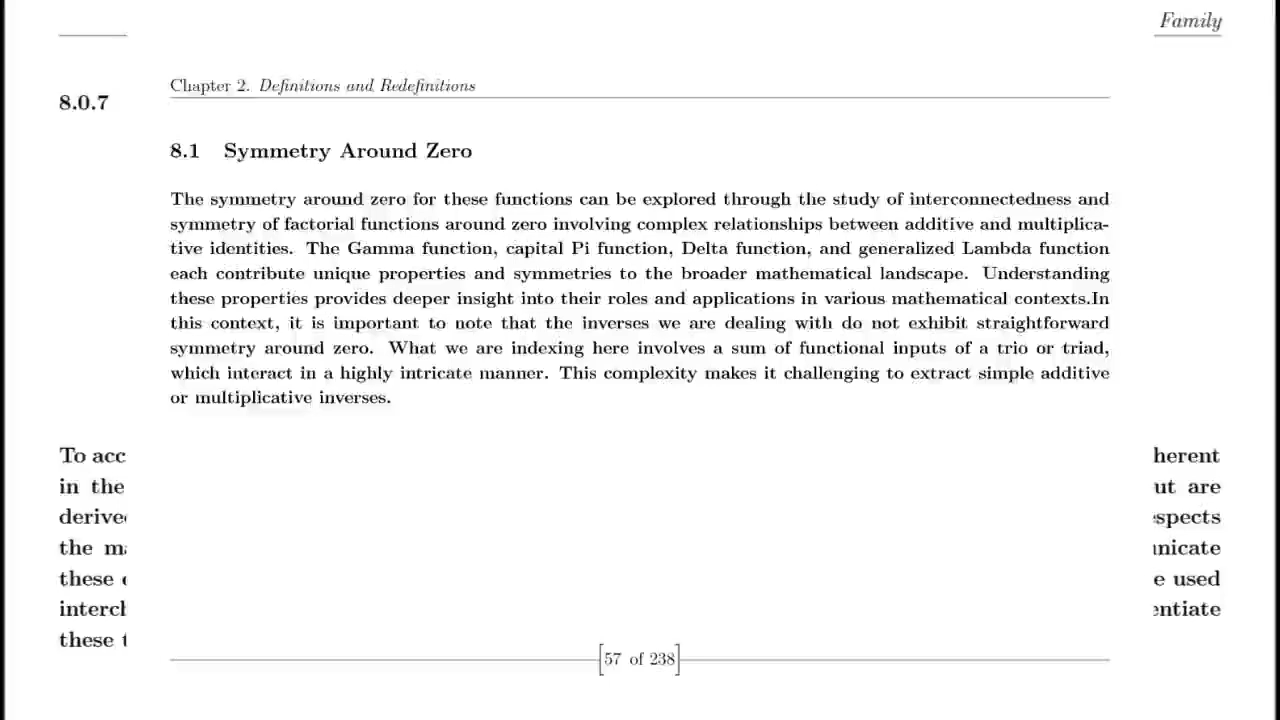 Family
Chapter 2. Definitions and Redefinitions
8.0.7
8.1 Symmetry Around Zero
The symmetry around zero for these functions can be explored through the study of interconnectedness and
symmetry of factorial functions around zero involving complex relationships between additive and multiplica-
tive identities. The Gamma function, capital Pi function, Delta function, and generalized Lambda function
each contribute unique properties and symmetries to the broader mathematical landscape. Understanding
these properties provides deeper insight into their roles and applications in various mathematical contexts.In
this context, it is important to note that the inverses we are dealing with do not exhibit straightforward
symmetry around zero. What we are indexing here involves a sum of functional inputs of a trio or triad,
which interact in a highly intricate manner. This complexity makes it challenging to extract simple additive
or multiplicative inverses.
To acc herent
in the ut are
derive spects
the m nicate
these e used
interc entiate
these t
57 of 238